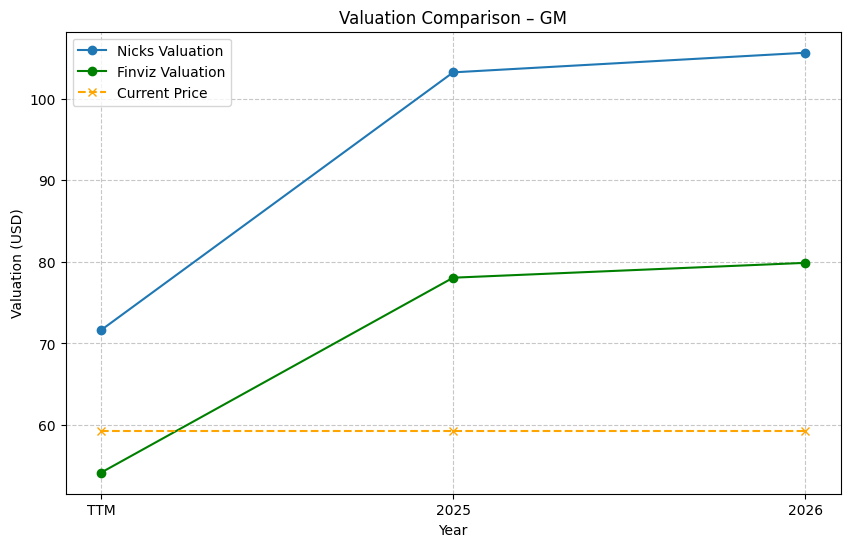 Valuation Comparison – GM
Nicks Valuation
Finviz Valuation
Current Price
Valuation (USD)
100
90
80
70
60
TTM
2025
2026
Year